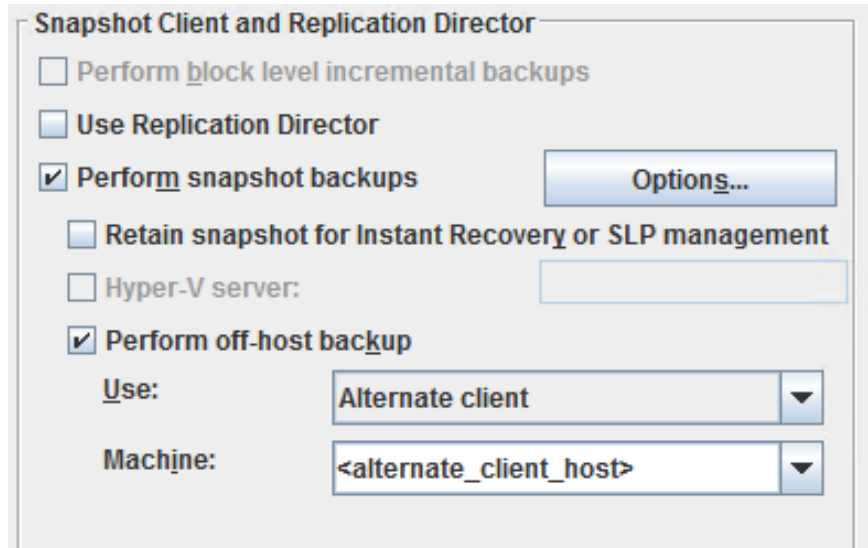 Snapshot Client and Replication Director
Perform block level incremental backups
Use Replication Director
Perform snapshot backups
Options...
Retain snapshot for Instant Recovery or SLP management
Hyper-V server:
Perform off-host backup
Use:
Alternate client
Machine:
<alternate_client_host>